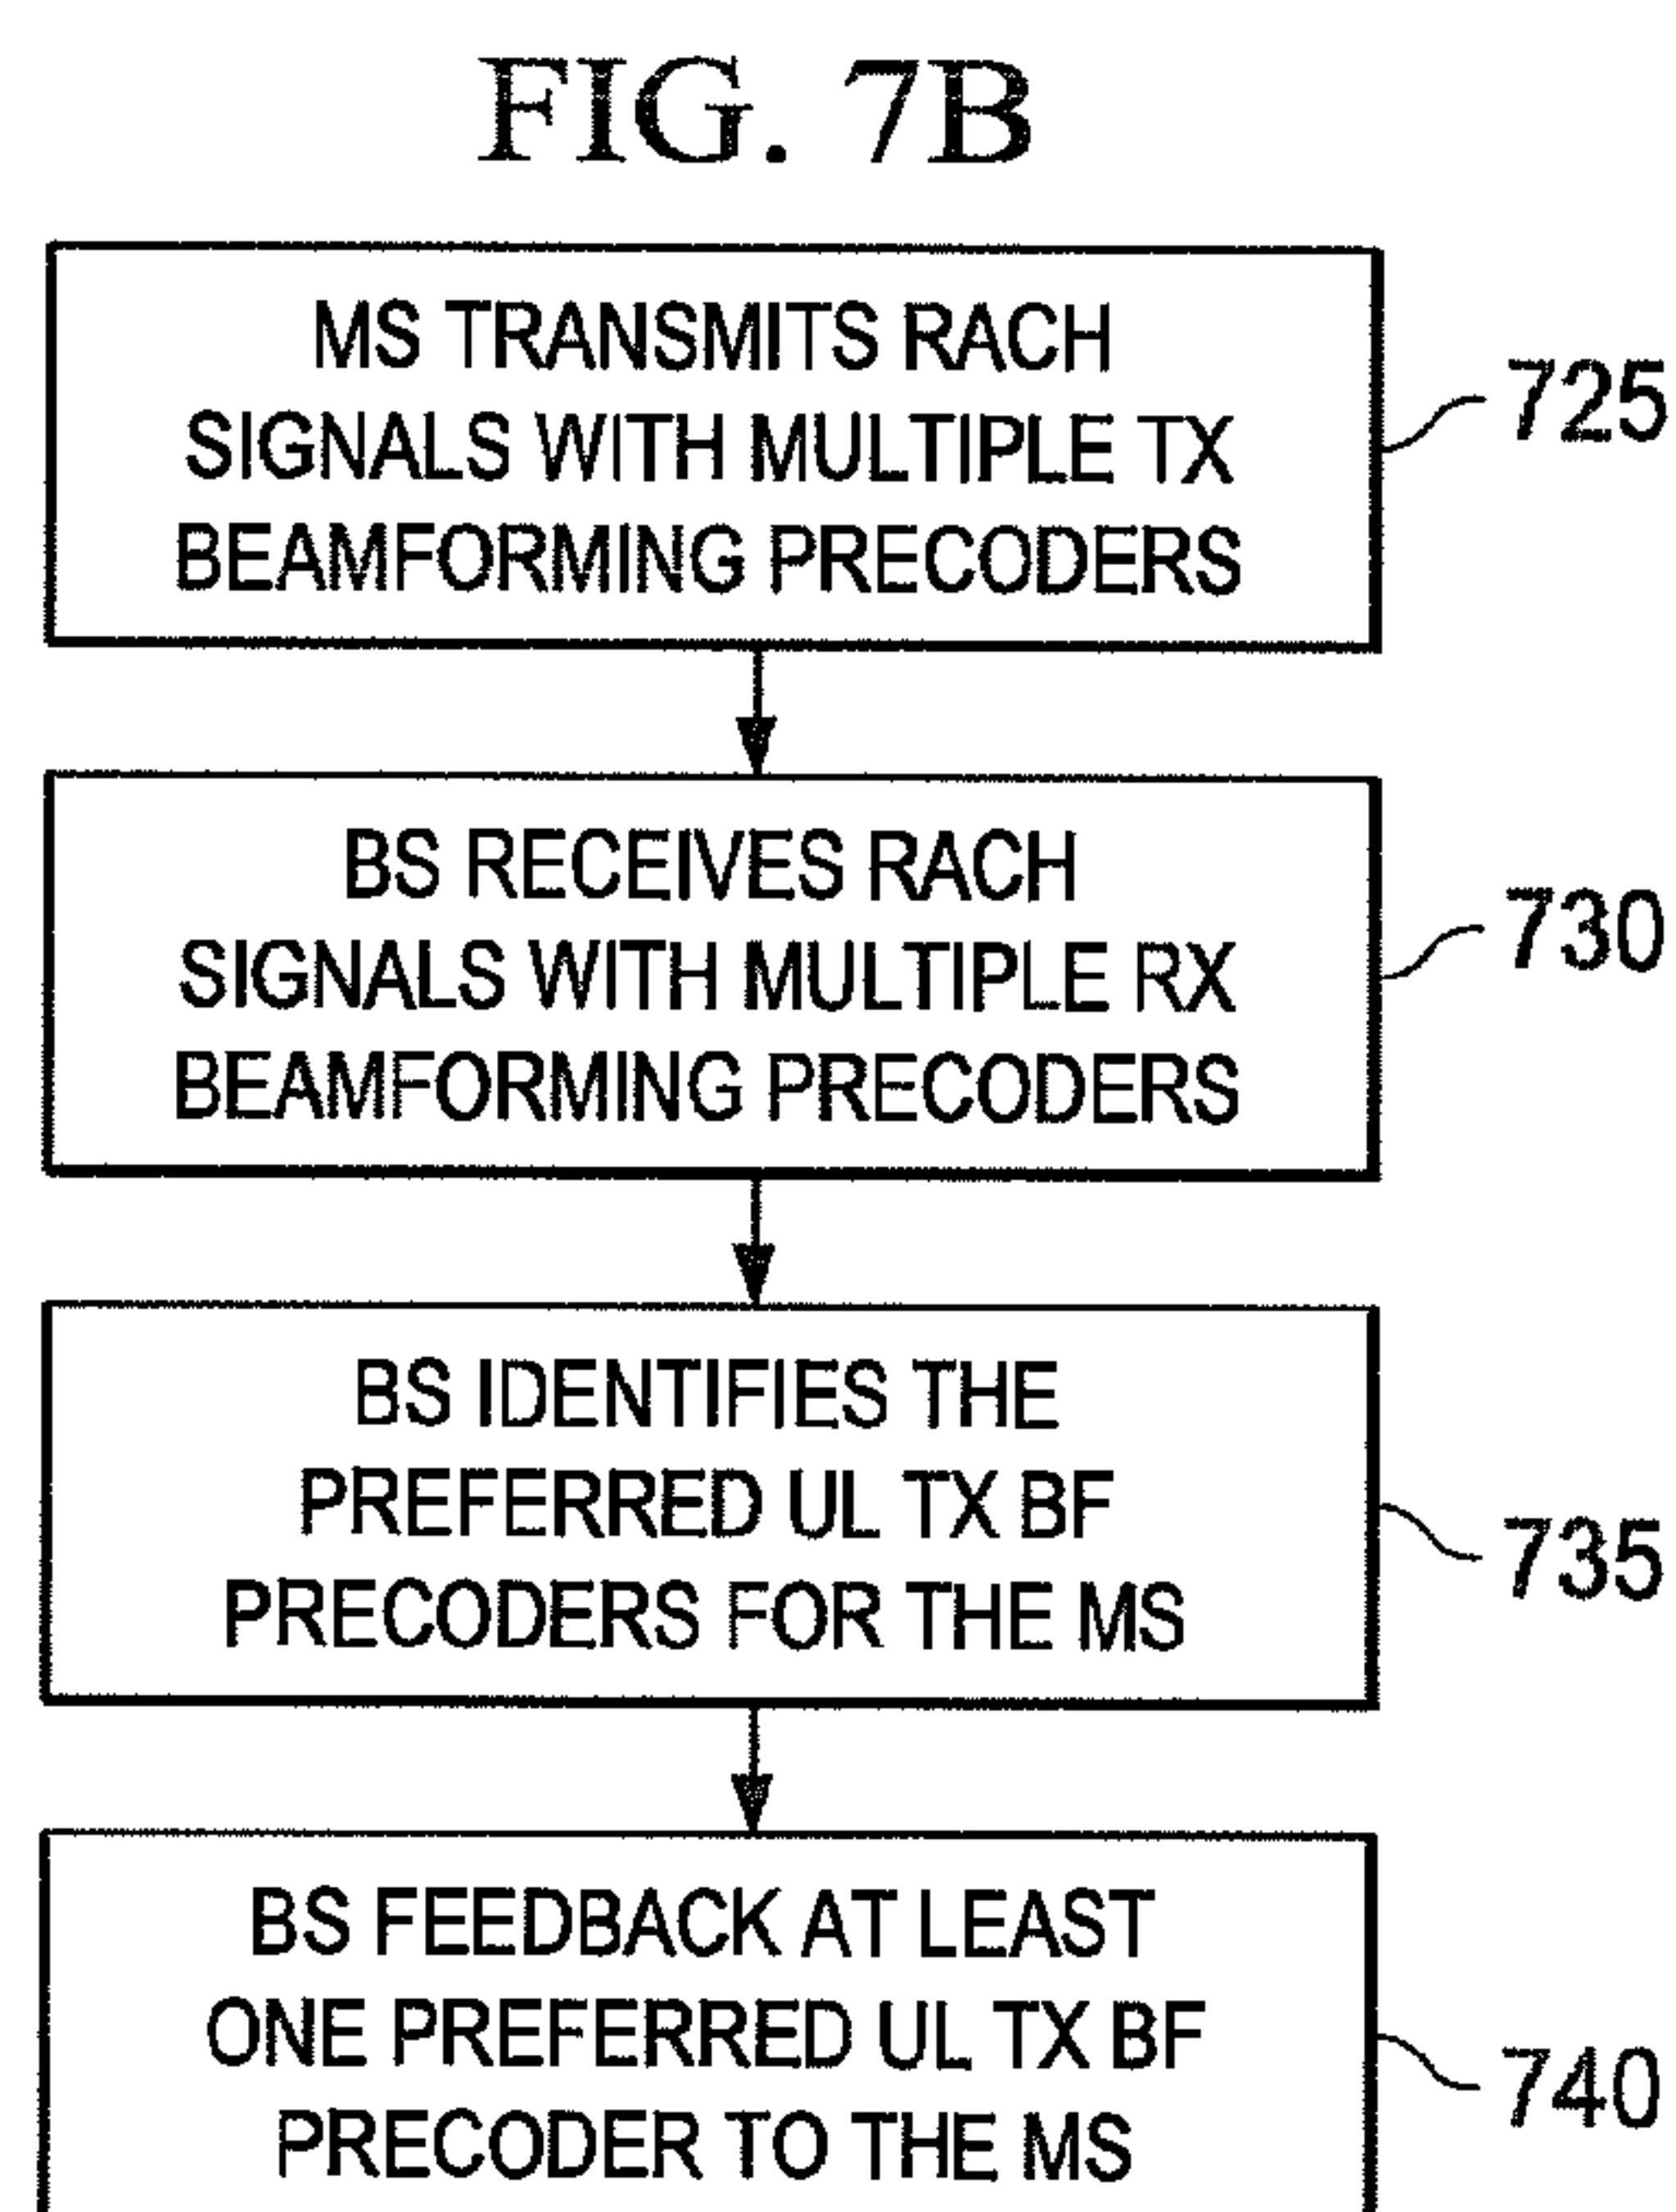 FIG. 7B
MS TRANSMITS RACH
SIGNALS WITH MULTIPLE TX
BEAMFORMING PRECODERS
725
BS RECEIVES RACH
SIGNALS WITH MULTIPLE RX
BEAMFORMING PRECODERS
730
BS IDENTIFIES THE
PREFERRED UL TX BF
PRECODERS FOR THE MS
735
BS FEEDBACK AT LEAST
ONE PREFERRED UL TX BF
PRECODER TO THE MS
740